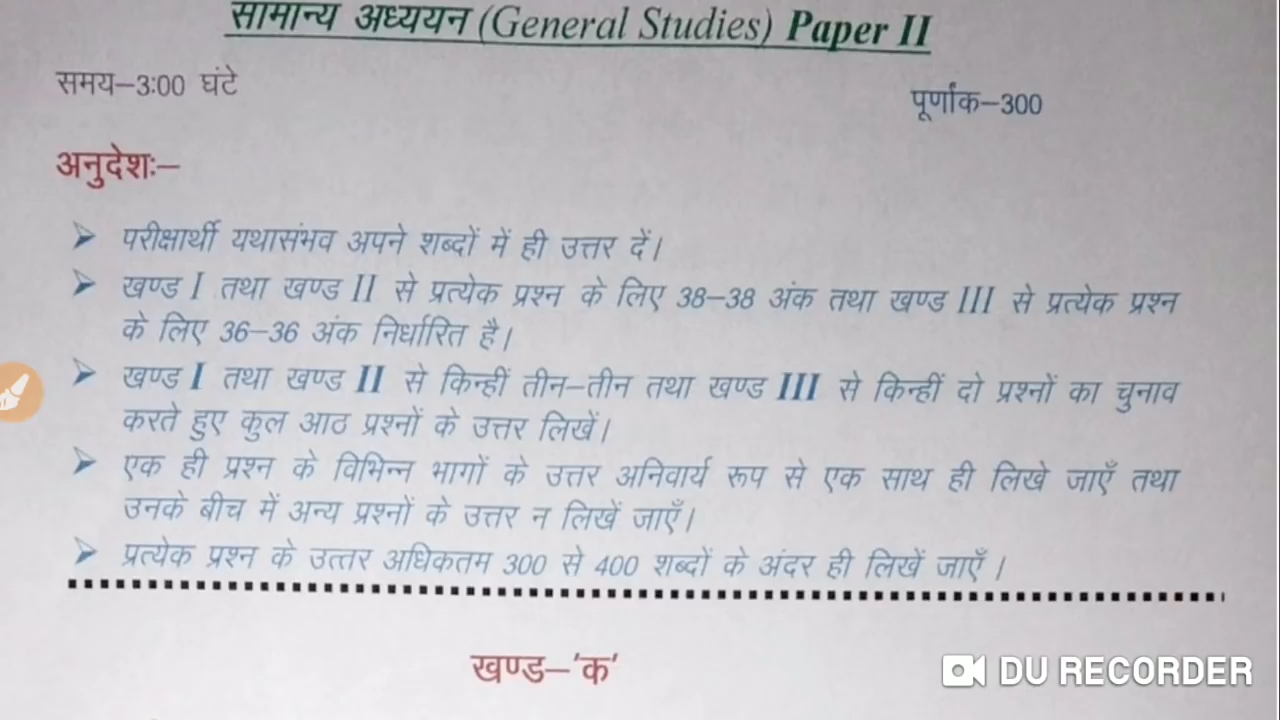 सामान्य अध्ययन (General Studies) Paper II
समय–3:00 घंटे
पूर्णांक–300
अनुदेशः–
➢ परीक्षार्थी यथासंभव अपने शब्दों में ही उत्तर दें।
➢ खण्ड I तथा खण्ड II से प्रत्येक प्रश्न के लिए 38–38 अंक तथा खण्ड III से प्रत्येक प्रश्न
के लिए 36–36 अंक निर्धारित है।
➢ खण्ड I तथा खण्ड II से किन्हीं तीन–तीन तथा खण्ड III से किन्हीं दो प्रश्नों का चुनाव
करते हुए कुल आठ प्रश्नों के उत्तर लिखें।
➢ एक ही प्रश्न के विभिन्न भागों के उत्तर अनिवार्य रूप से एक साथ ही लिखे जाएँ तथा
उनके बीच में अन्य प्रश्नों के उत्तर न लिखें जाएँ।
➢ प्रत्येक प्रश्न के उत्तर अधिकतम 300 से 400 शब्दों के अंदर ही लिखें जाएँ ।
खण्ड–'क'
DU RECORDER